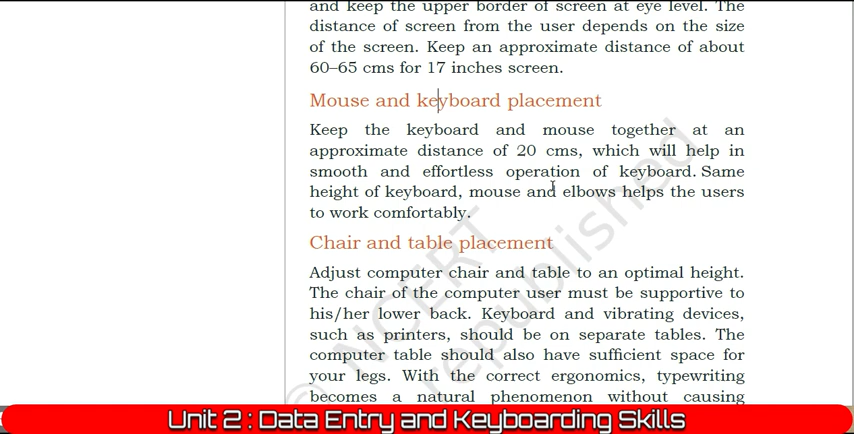 and keep the upper border of screen at eye level. The
distance of screen from the user depends on the size
of the screen. Keep an approximate distance of about
60–65 cms for 17 inches screen.
Mouse and keyboard placement
Keep the keyboard and mouse together at an
approximate distance of 20 cms, which will help in
smooth and effortless operation of keyboard. Same
height of keyboard, mouse and elbows helps the users
to work comfortably.
Chair and table placement
Adjust computer chair and table to an optimal height.
The chair of the computer user must be supportive to
his/her lower back. Keyboard and vibrating devices,
such as printers, should be on separate tables. The
computer table should also have sufficient space for
your legs. With the correct ergonomics, typewriting
becomes a natural phenomenon without causing
© NCERT
republished
Unit 2 : Data Entry and Keyboarding Skills